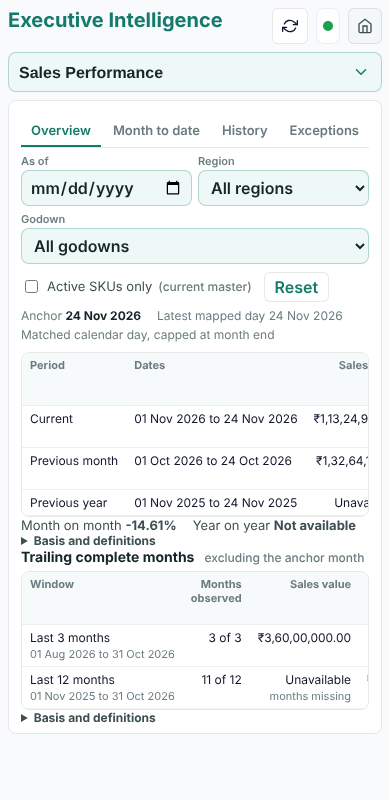 Executive Intelligence
Sales Performance
Overview Month to date History Exceptions
As of Region
mm/dd/yyyy All regions
Godown
All godowns
Active SKUs only (current master) Reset
Anchor 24 Nov 2026 Latest mapped day 24 Nov 2026
Matched calendar day, capped at month end
Period Dates Sales
Current 01 Nov 2026 to 24 Nov 2026 ₹1,13,24,9
Previous month 01 Oct 2026 to 24 Oct 2026 ₹1,32,64,
Previous year 01 Nov 2025 to 24 Nov 2025 Unava
Month on month -14.61% Year on year Not available
Basis and definitions
Trailing complete months excluding the anchor month
Window Months observed Sales value
Last 3 months 3 of 3 ₹3,60,00,000.00
01 Aug 2026 to 31 Oct 2026
Last 12 months 11 of 12 Unavailable
01 Nov 2025 to 31 Oct 2026 months missing
Basis and definitions